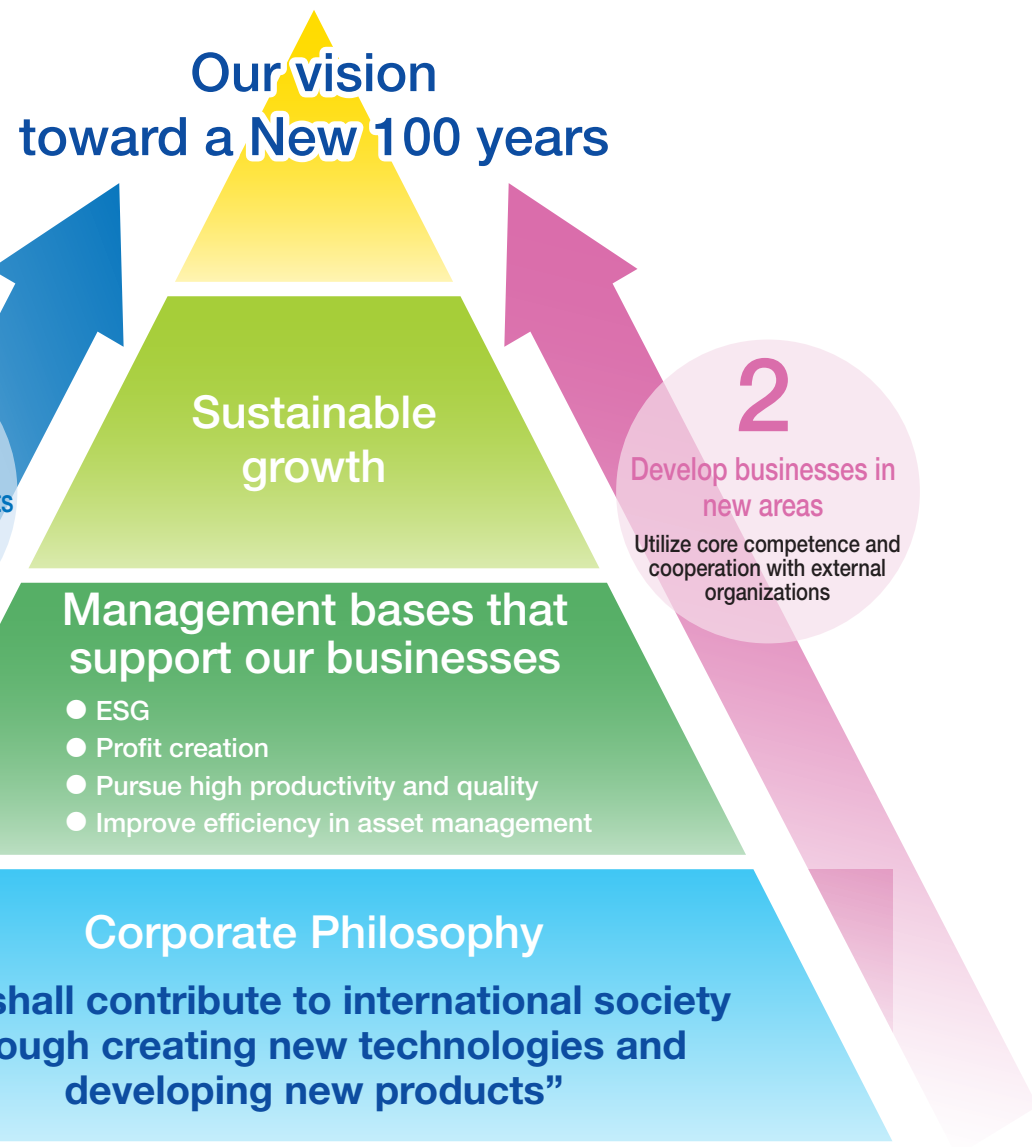 Our vision
toward a New 100 years
Sustainable
growth
2
Develop businesses in
new areas
Utilize core competence and
cooperation with external
organizations
Management bases that
support our businesses
● ESG
● Profit creation
● Pursue high productivity and quality
● Improve efficiency in asset management
Corporate Philosophy
shall contribute to international society
ough creating new technologies and
developing new products”